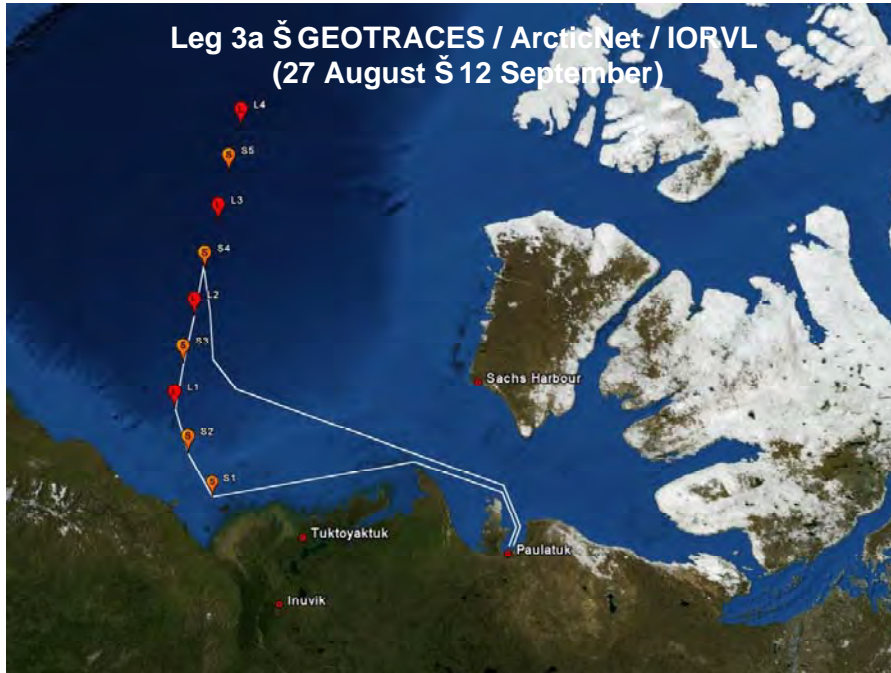 Leg 3a Š GEOTRACES / ArcticNet / IORVL
(27 August Š 12 September)
L L4
S S5
L L3
S S4
L L2
S S3
L L1
Sachs Harbour
S S2
S S1
Tuktoyaktuk
Paulatuk
Inuvik